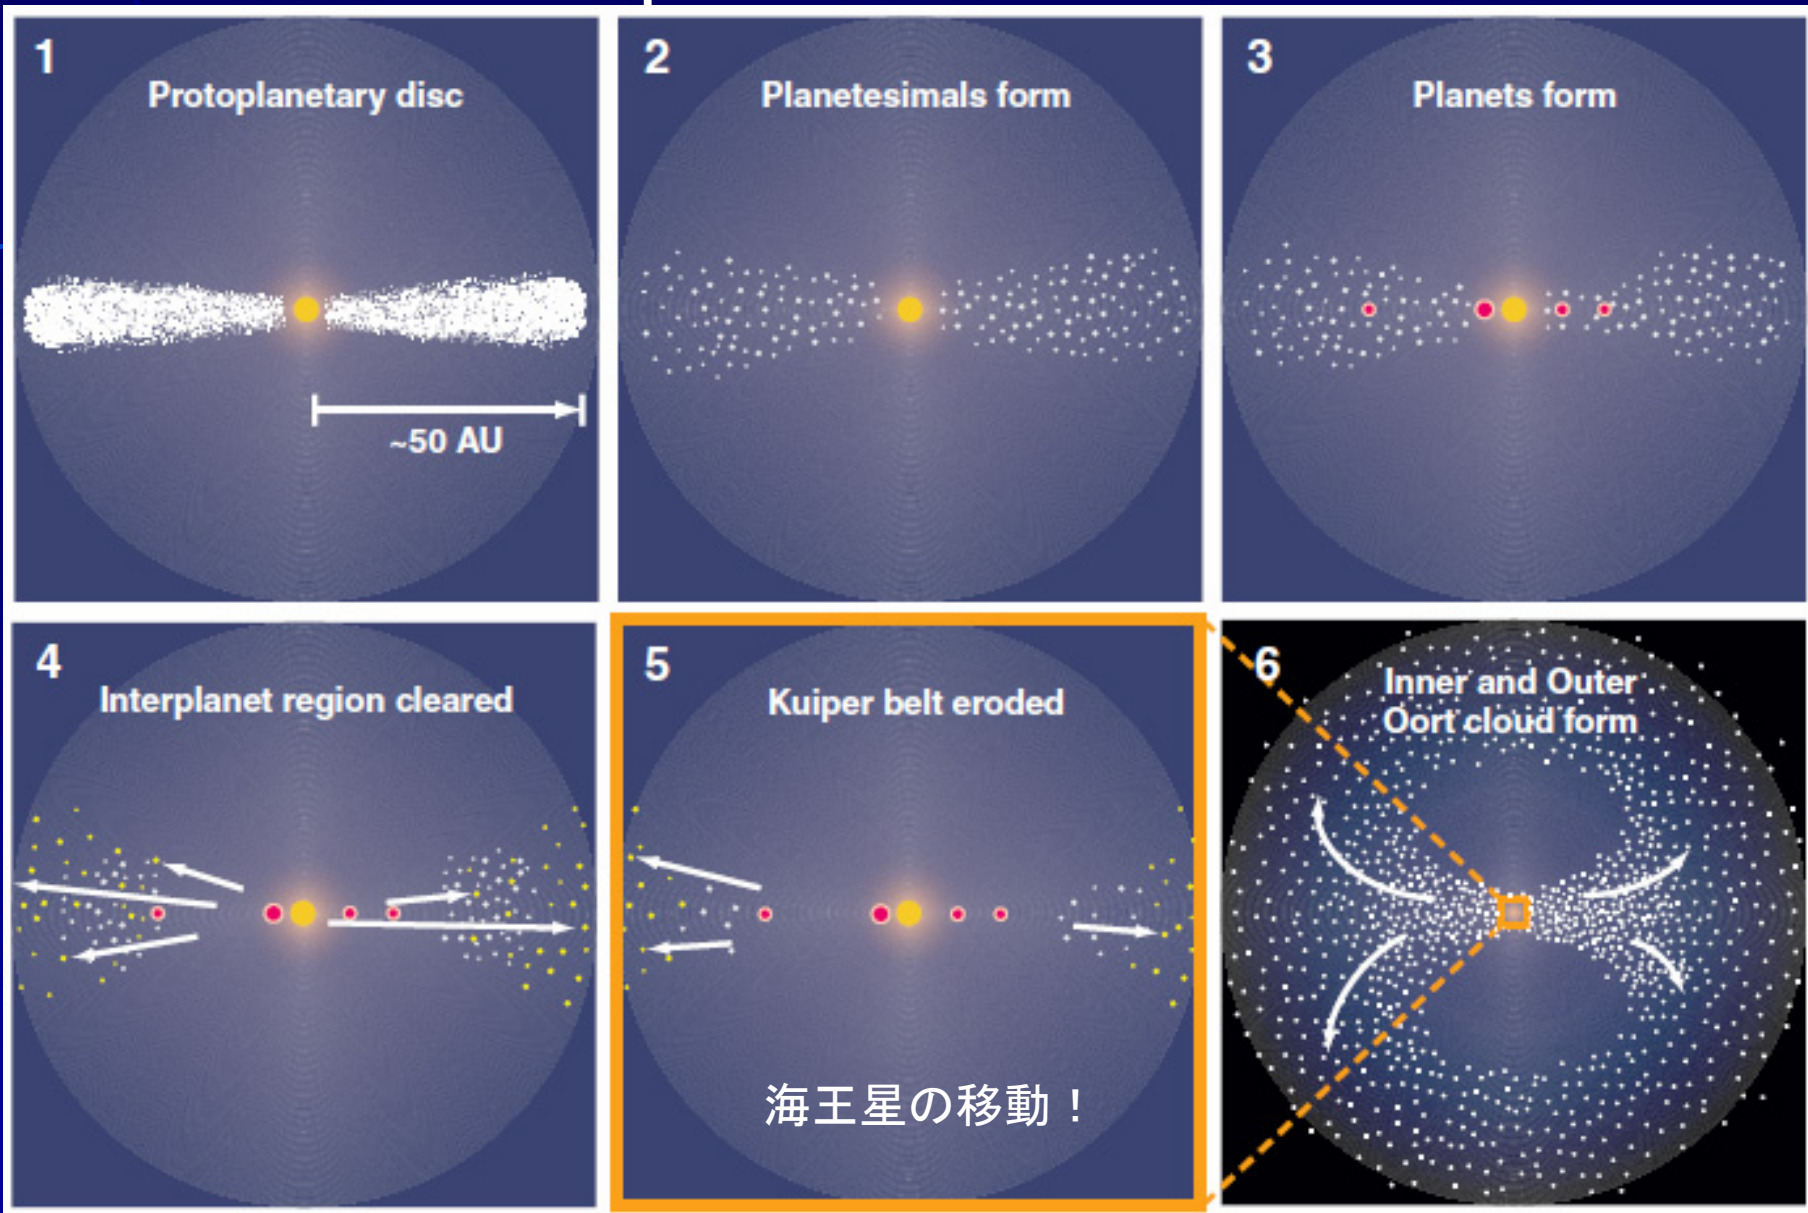 1
Protoplanetary disc
~50 AU
2
Planetesimals form
3
Planets form
4
Interplanet region cleared
5
Kuiper belt eroded
海王星の移動！
6
Inner and Outer
Oort cloud form